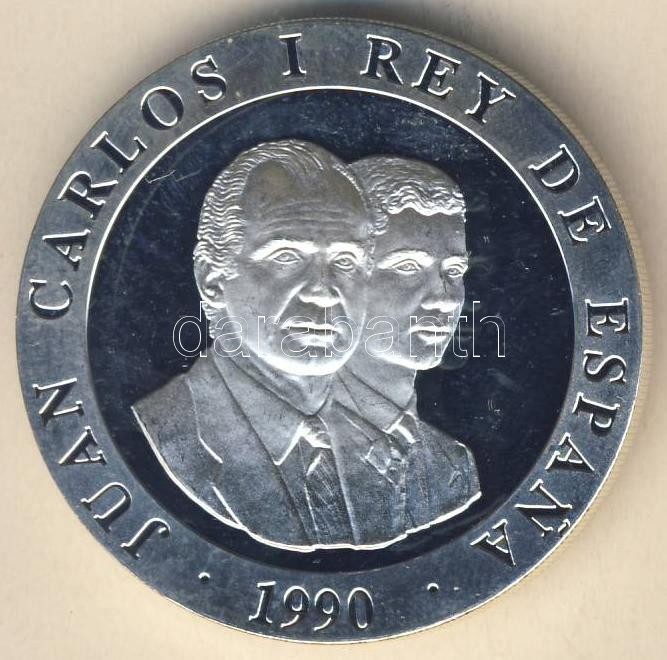 JUAN CARLOS I REY DE ESPAÑA
· 1990 ·
darabanth